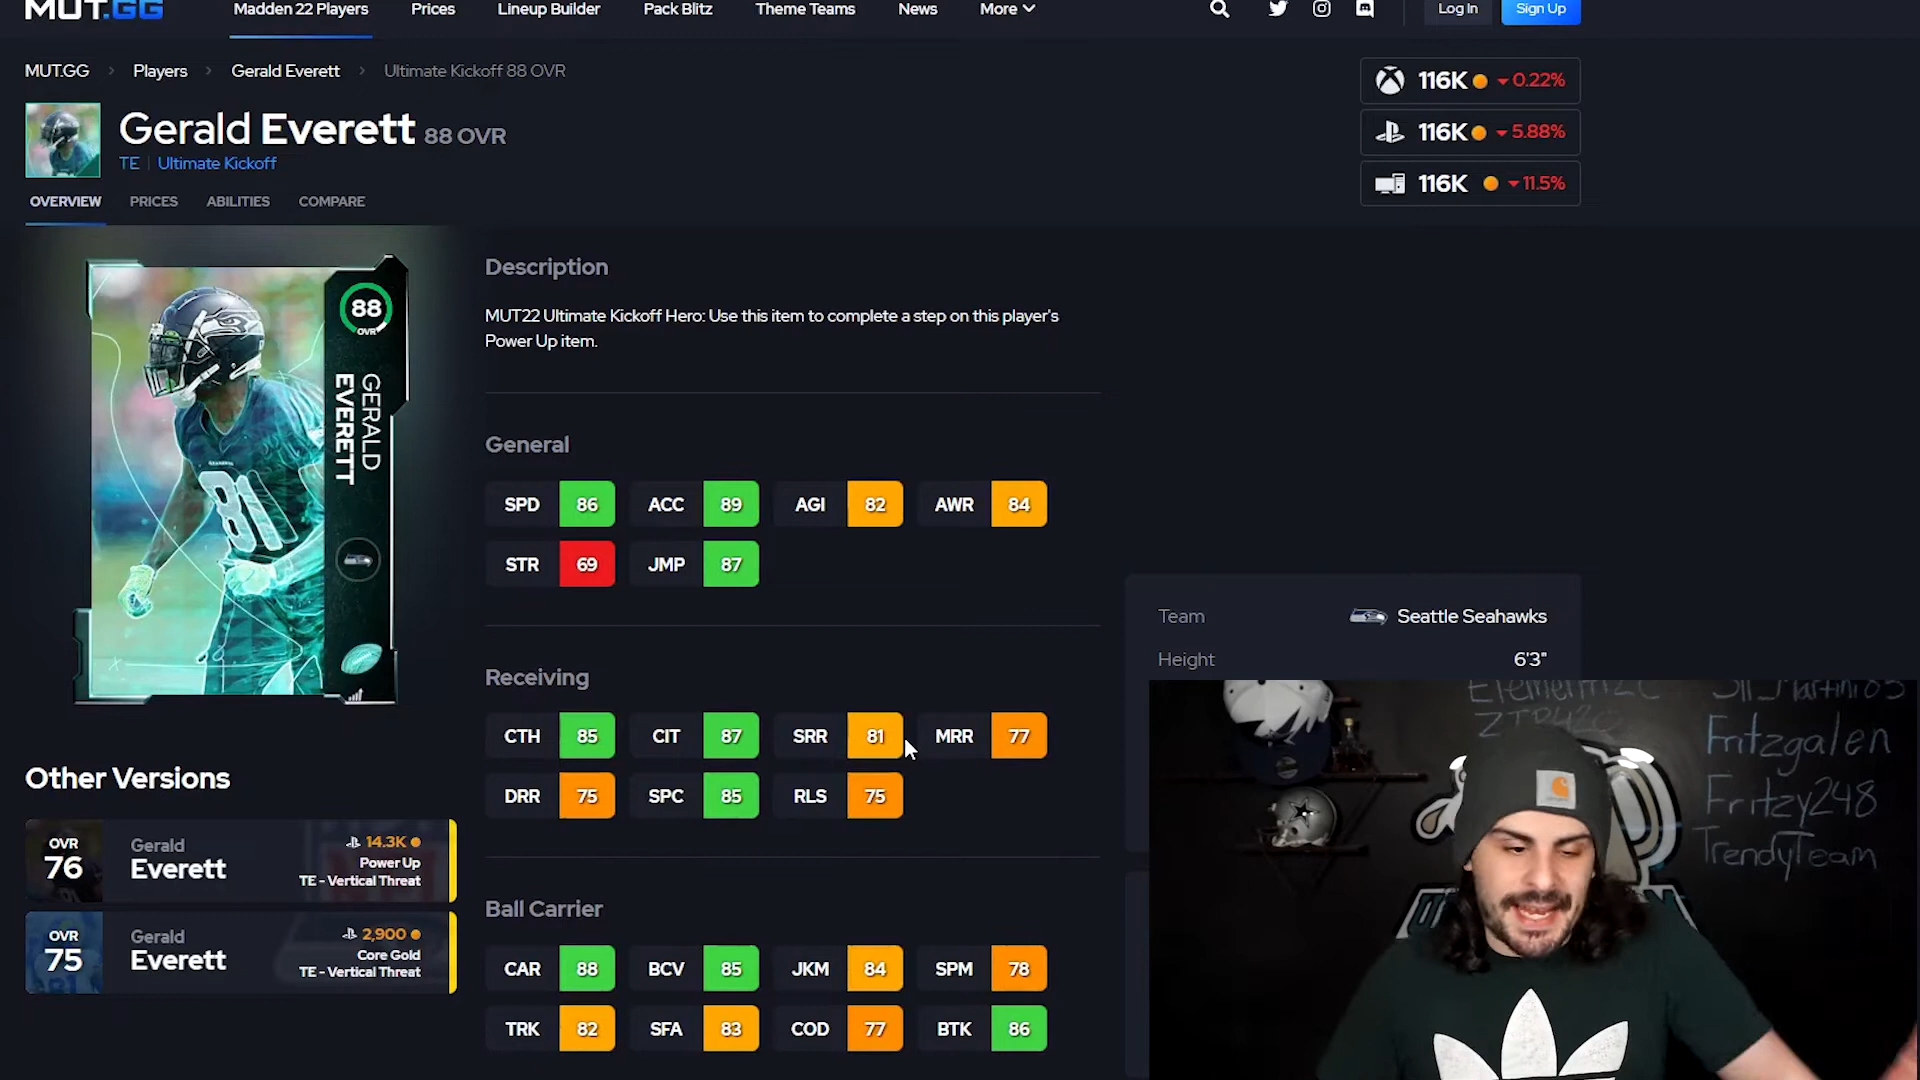 MUT.GG
Madden 22 Players Prices Lineup Builder Pack Blitz Theme Teams News More
Log In Sign Up
MUT.GG > Players > Gerald Everett > Ultimate Kickoff 88 OVR
Gerald Everett 88 OVR
TE | Ultimate Kickoff
116K 0.22%
116K 5.88%
116K 11.5%
OVERVIEW PRICES ABILITIES COMPARE
88
OVR
GERALD
EVERETT
81
Description
MUT22 Ultimate Kickoff Hero: Use this item to complete a step on this player's
Power Up item.
General
SPD 86 ACC 89 AGI 82 AWR 84
STR 69 JMP 87
Receiving
CTH 85 CIT 87 SRR 81 MRR 77
DRR 75 SPC 85 RLS 75
Ball Carrier
CAR 88 BCV 85 JKM 84 SPM 78
TRK 82 SFA 83 COD 77 BTK 86
Team Seattle Seahawks
Height 6'3"
Other Versions
OVR
76
Gerald
Everett
14.3K
Power Up
TE - Vertical Threat
OVR
75
Gerald
Everett
2,900
Core Gold
TE - Vertical Threat
Fritzgalen
Fritzy248
TrendyTeam